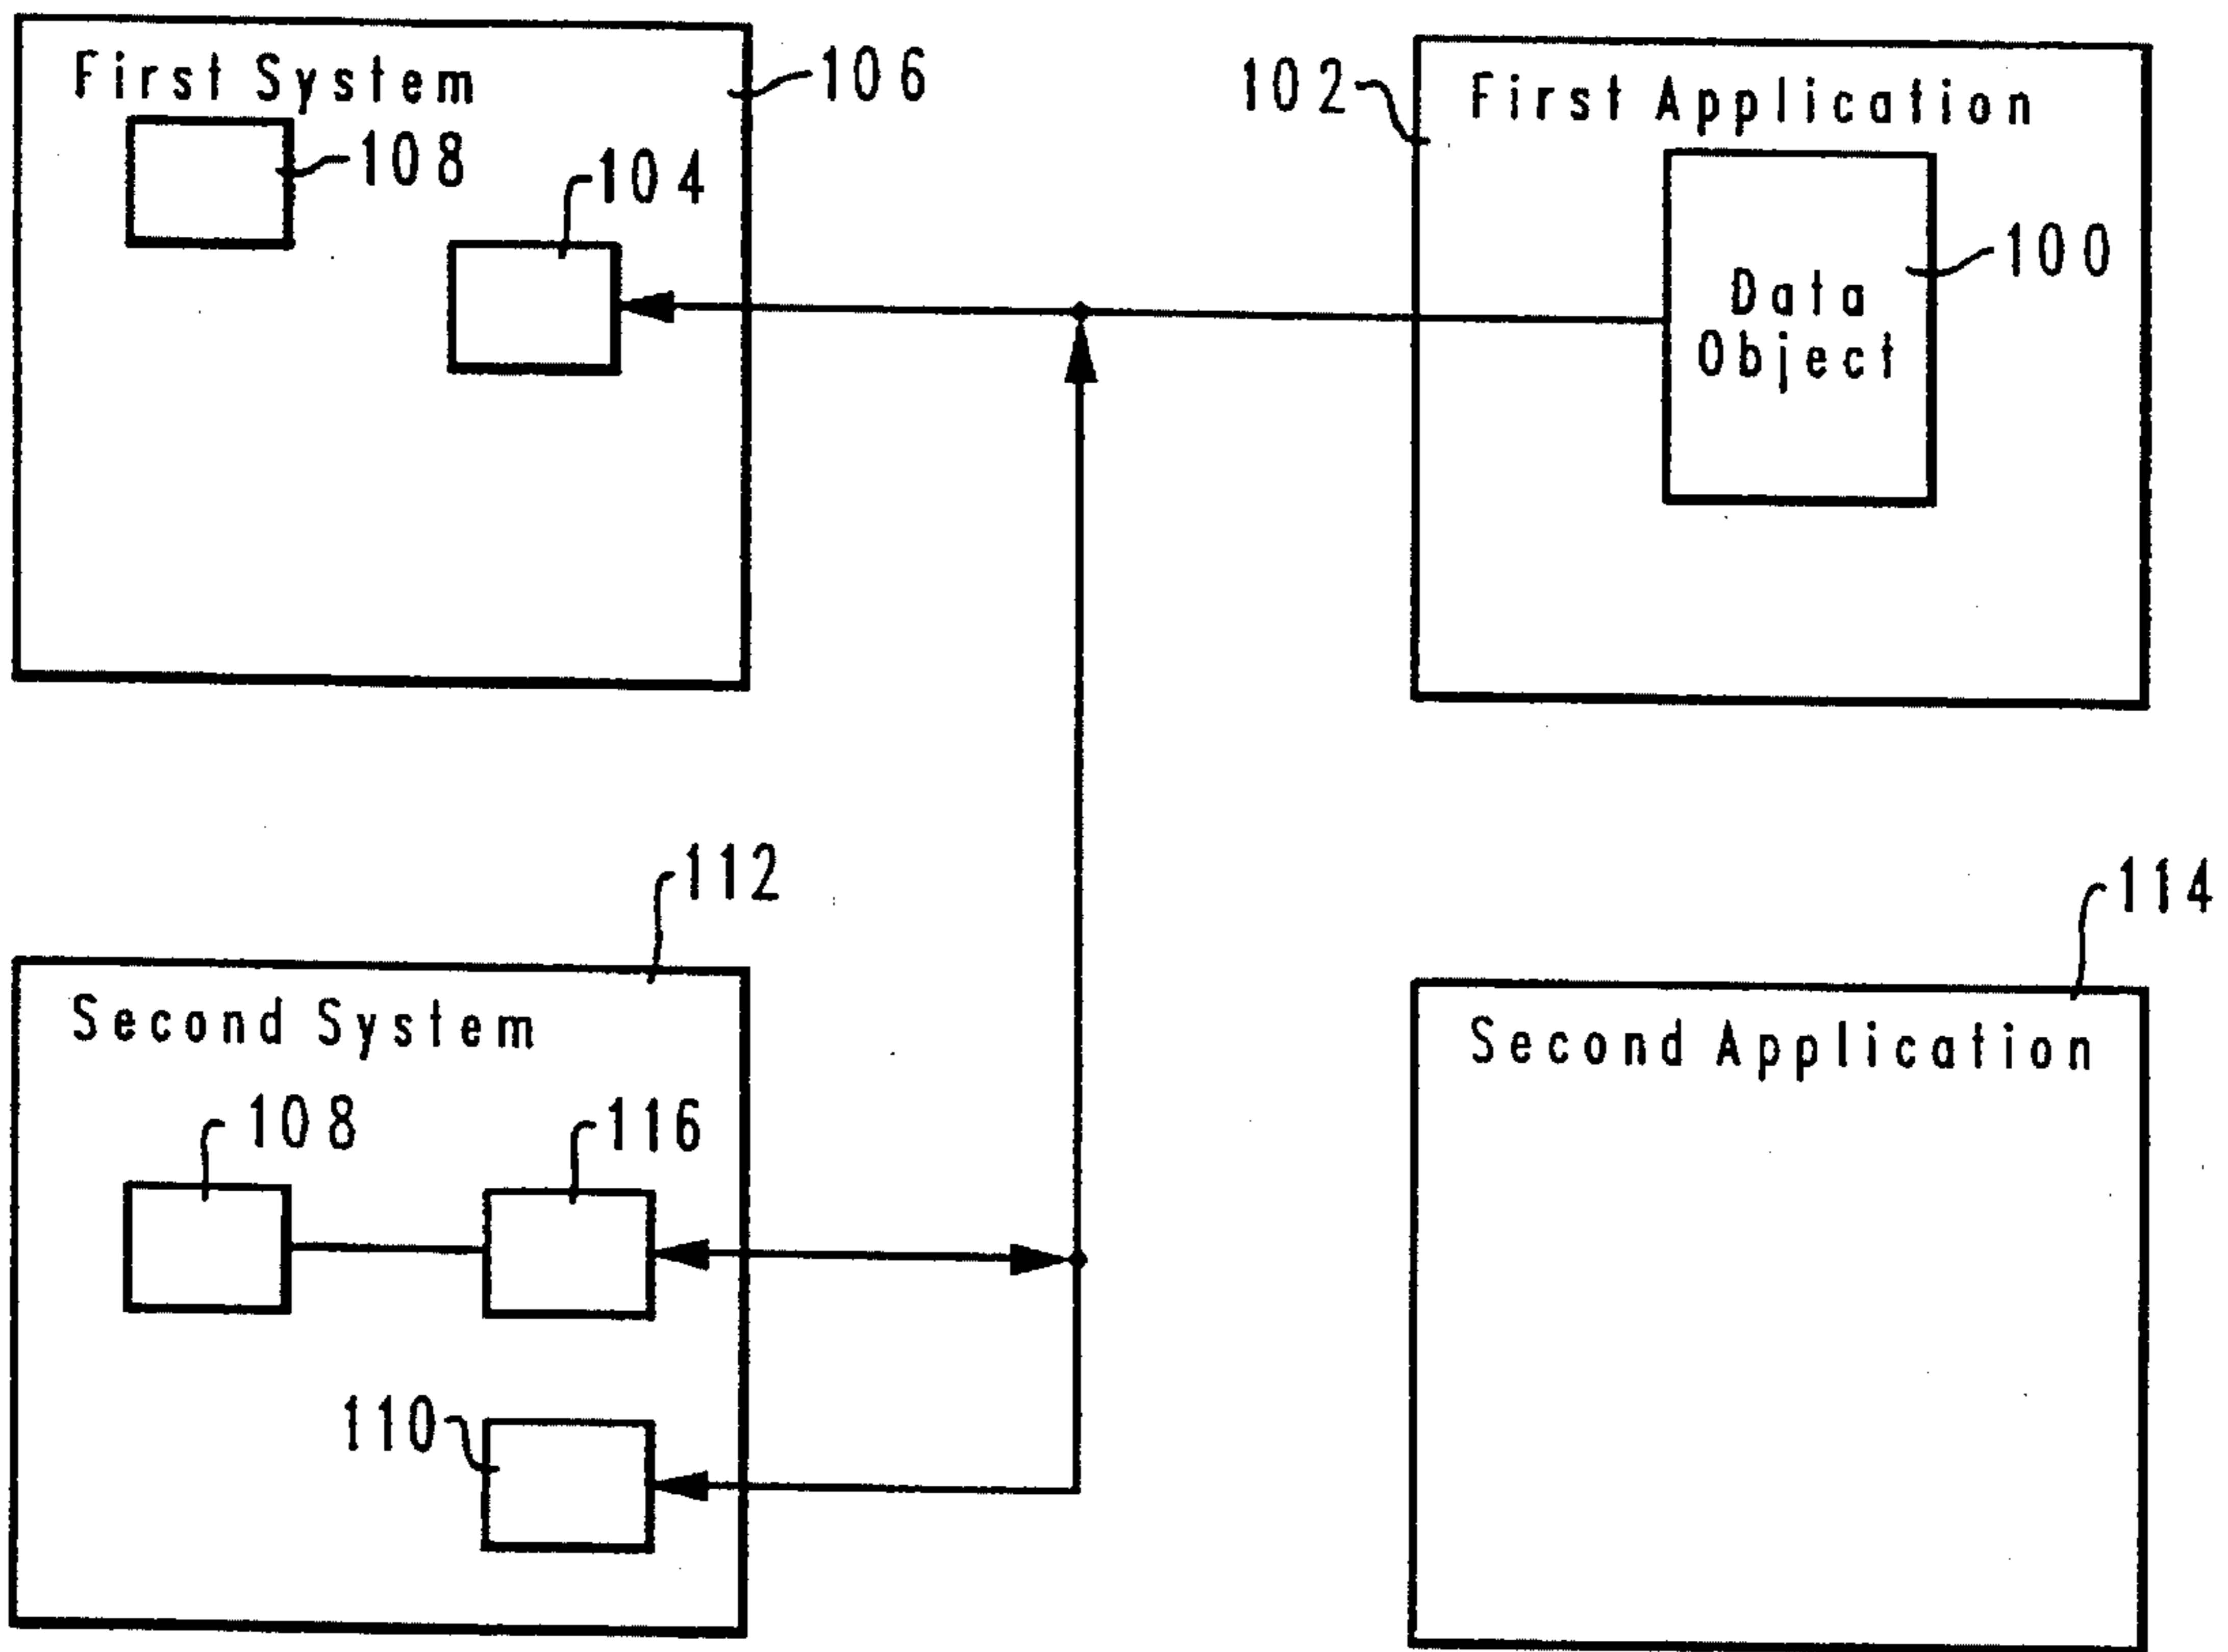 First System
106
108
104
102
First Application
100
Data
Object
112
Second System
108
116
110
114
Second Application